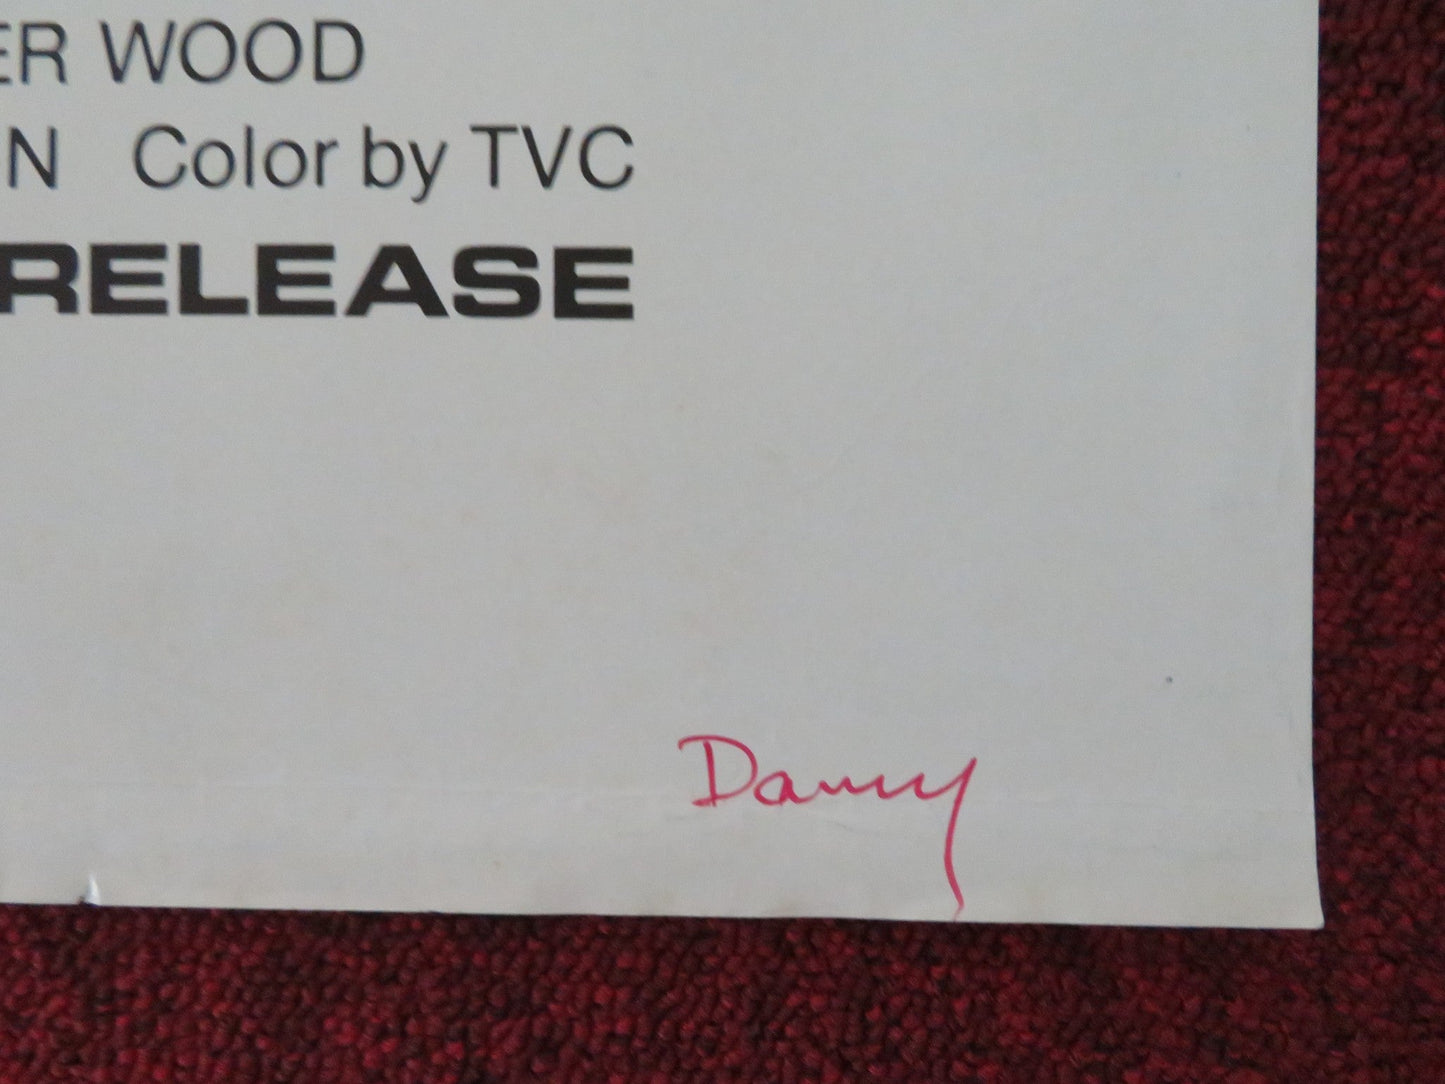 ER WOOD
N Color by TVC
RELEASE
Danny